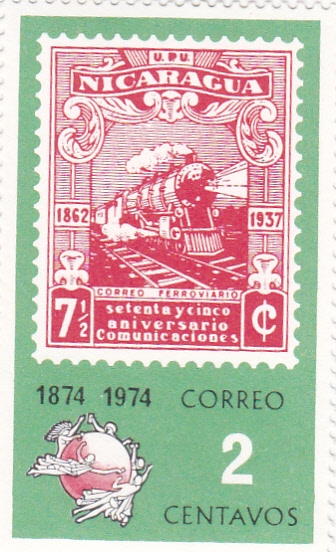 U.P.U.
NICARAGUA
1862 1937
CORREO FERROVIARIO
7½ setenta y cinco ¢
aniversario
Comunicaciones
1874 1974 CORREO
2
CENTAVOS